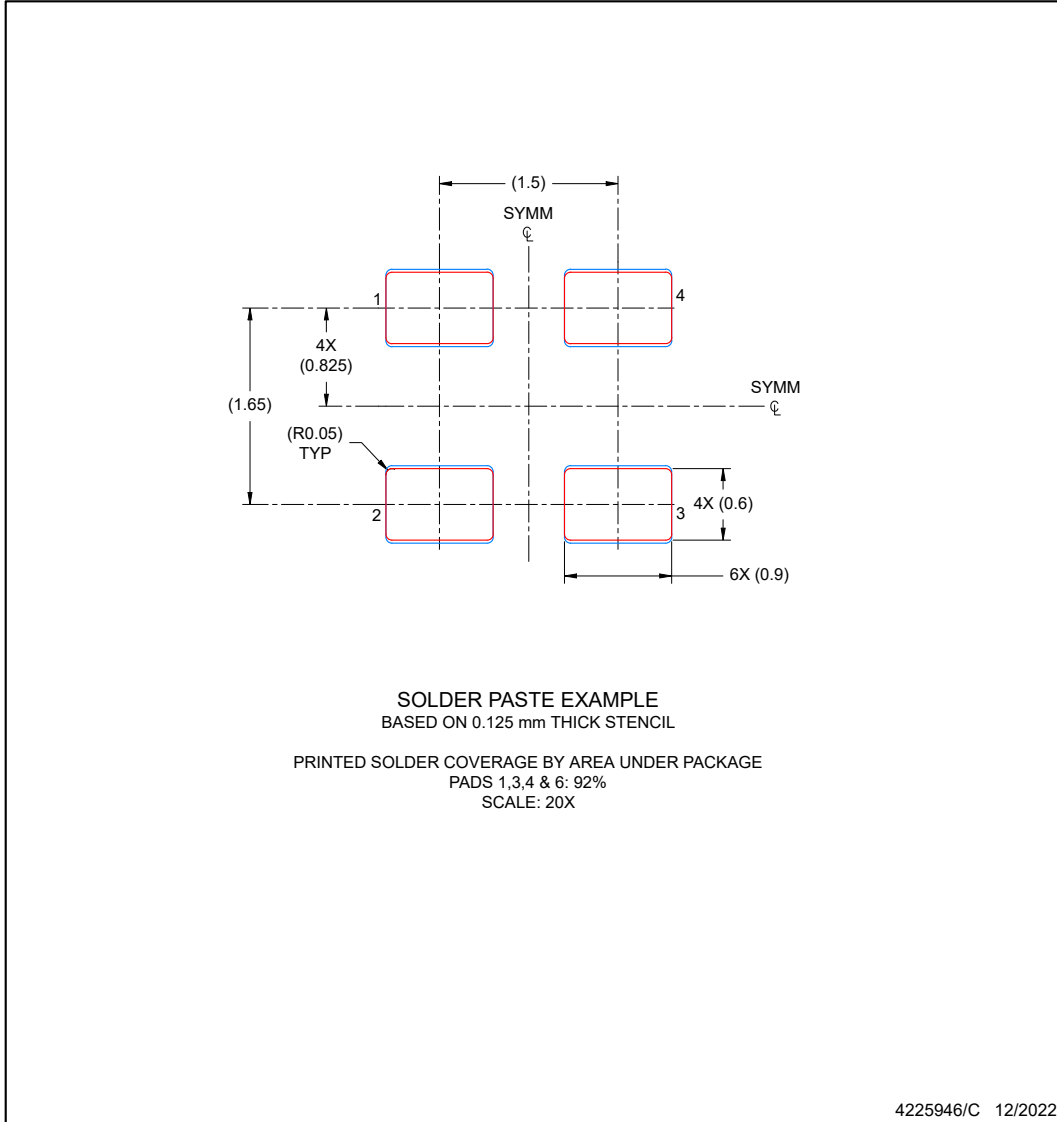 (1.5)
SYMM
℄
1
4
4X
(0.825)
SYMM
℄
(1.65)
(R0.05)
TYP
4X (0.6)
2
3
6X (0.9)
SOLDER PASTE EXAMPLE
BASED ON 0.125 mm THICK STENCIL
PRINTED SOLDER COVERAGE BY AREA UNDER PACKAGE
PADS 1,3,4 & 6: 92%
SCALE: 20X
4225946/C 12/2022